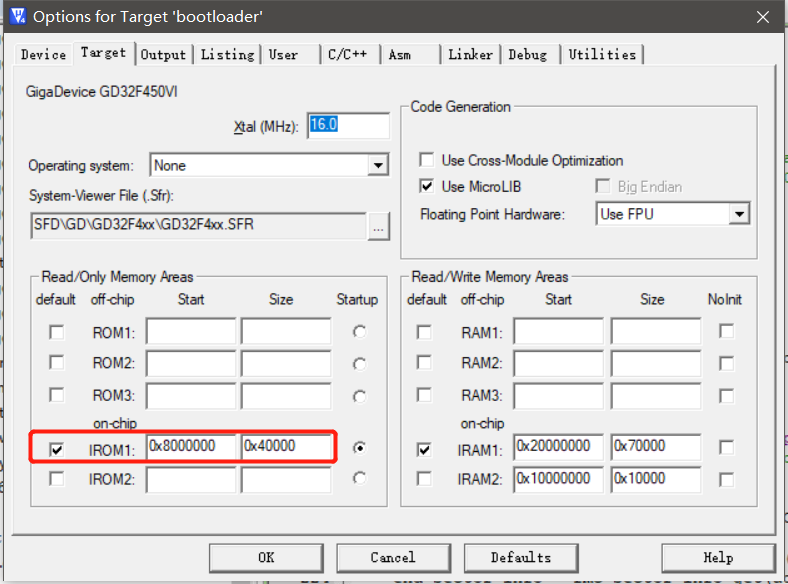 Options for Target 'bootloader'
Device Target Output Listing User C/C++ Asm Linker Debug Utilities
GigaDevice GD32F450VI
Xtal (MHz): 16.0
Operating system: None
System-Viewer File (.Sfr):
SFD\GD\GD32F4xx\GD32F4xx.SFR ...
Code Generation
Use Cross-Module Optimization
Use MicroLIB Big Endian
Floating Point Hardware: Use FPU
Read/Only Memory Areas
default off-chip Start Size Startup
ROM1:
ROM2:
ROM3:
on-chip
IROM1: 0x8000000 0x40000
IROM2:
Read/Write Memory Areas
default off-chip Start Size NoInit
RAM1:
RAM2:
RAM3:
on-chip
IRAM1: 0x20000000 0x70000
IRAM2: 0x10000000 0x10000
OK Cancel Defaults Help